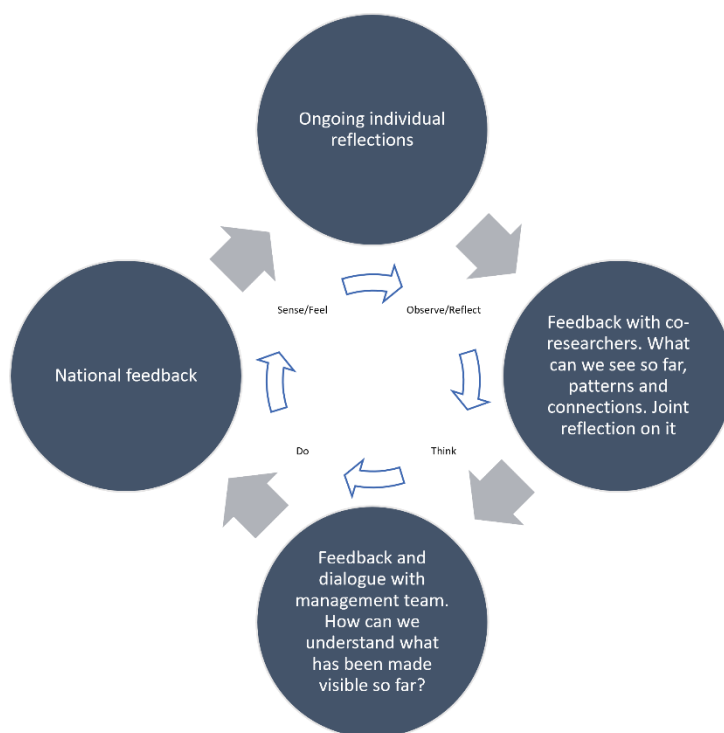 Ongoing individual
reflections
Sense/Feel
Observe/Reflect
Feedback with co-
researchers. What
can we see so far,
patterns and
connections. Joint
reflection on it
National feedback
Do
Think
Feedback and
dialogue with
management team.
How can we
understand what
has been made
visible so far?